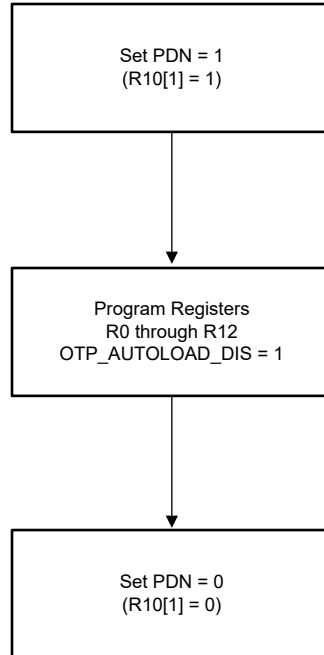 Set PDN = 1
(R10[1] = 1)
Program Registers
R0 through R12
OTP_AUTOLOAD_DIS = 1
Set PDN = 0
(R10[1] = 0)